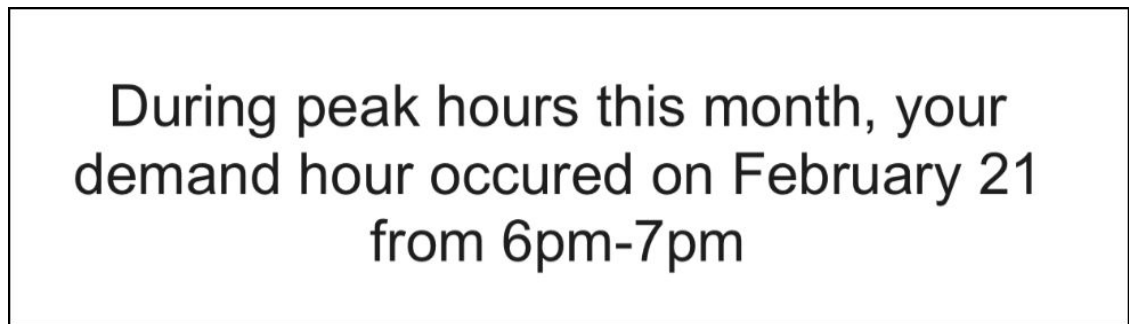 During peak hours this month, your
demand hour occured on February 21
from 6pm-7pm